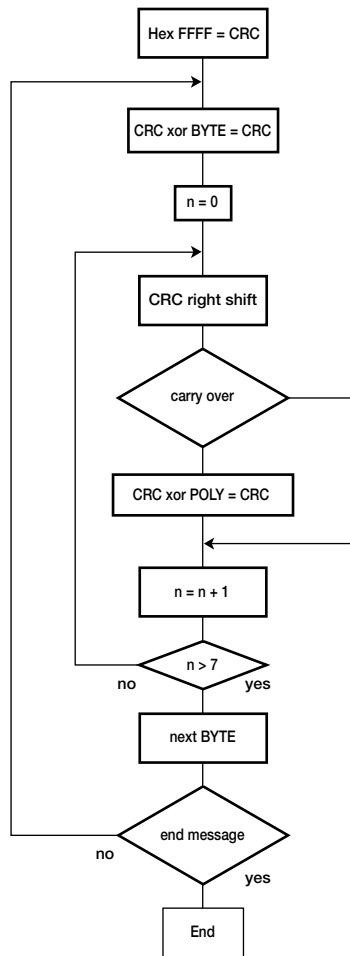 Hex FFFF = CRC
CRC xor BYTE = CRC
n = 0
CRC right shift
carry over
CRC xor POLY = CRC
n = n + 1
n > 7
no
yes
next BYTE
end message
no
yes
End